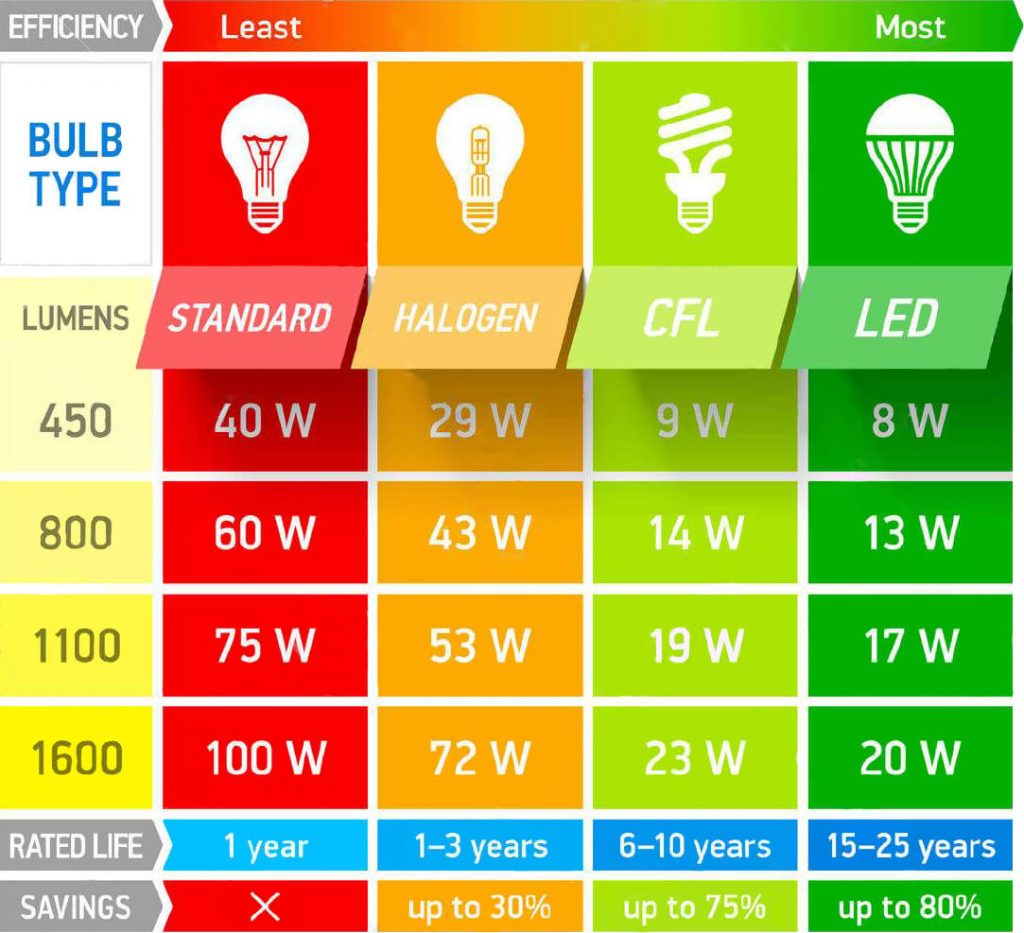 EFFICIENCY Least Most
BULB
TYPE
LUMENS STANDARD HALOGEN CFL LED
450 40 W 29 W 9 W 8 W
800 60 W 43 W 14 W 13 W
1100 75 W 53 W 19 W 17 W
1600 100 W 72 W 23 W 20 W
RATED LIFE 1 year 1–3 years 6–10 years 15–25 years
SAVINGS up to 30% up to 75% up to 80%